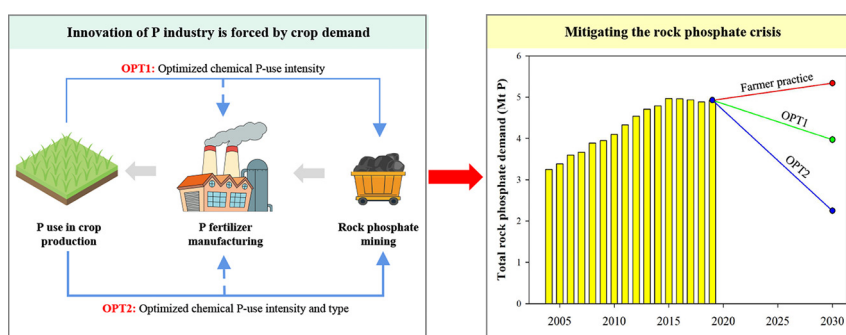 Innovation of P industry is forced by crop demand
OPT1: Optimized chemical P-use intensity
P use in crop
production
P fertilizer
manufacturing
Rock phosphate
mining
OPT2: Optimized chemical P-use intensity and type
Mitigating the rock phosphate crisis
Total rock phosphate demand (Mt P)
6
5
4
3
2
1
0
Farmer practice
OPT1
OPT2
2005
2010
2015
2020
2025
2030